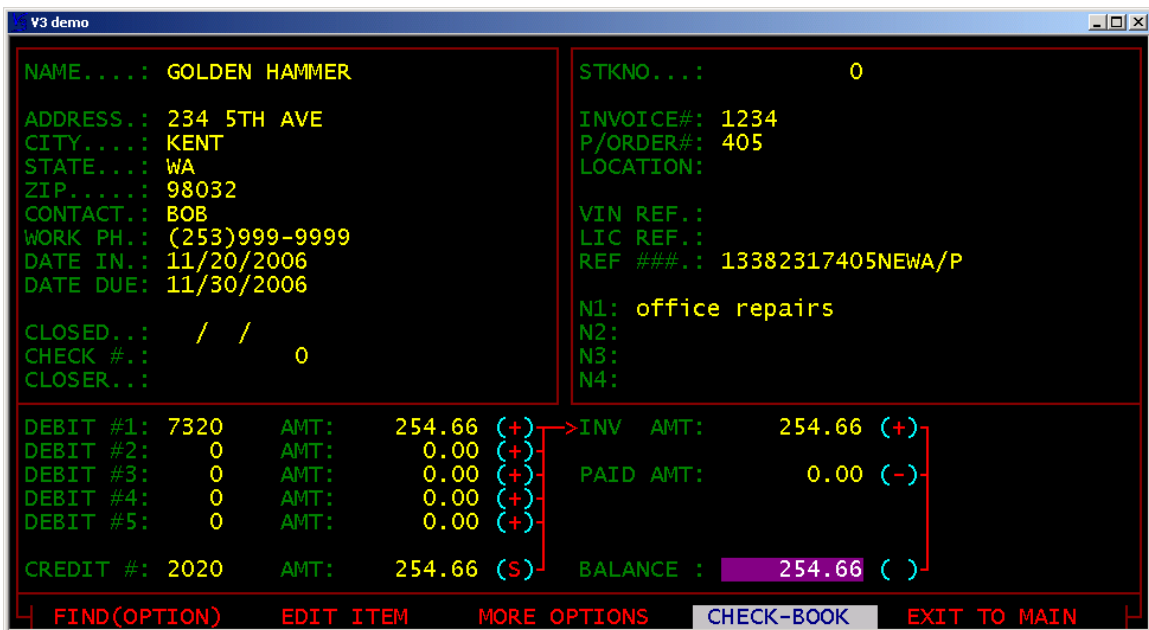 V3 demo
NAME....: GOLDEN HAMMER
ADDRESS.: 234 5TH AVE
CITY....: KENT
STATE...: WA
ZIP.....: 98032
CONTACT.: BOB
WORK PH.: (253)999-9999
DATE IN.: 11/20/2006
DATE DUE: 11/30/2006
CLOSED..: / /
CHECK #.: 0
CLOSER..:
STKNO...: 0
INVOICE#: 1234
P/ORDER#: 405
LOCATION:
VIN REF.:
LIC REF.:
REF ###.: 13382317405NEWA/P
N1: office repairs
N2:
N3:
N4:
DEBIT #1: 7320 AMT: 254.66 (+)
DEBIT #2: 0 AMT: 0.00 (+)
DEBIT #3: 0 AMT: 0.00 (+)
DEBIT #4: 0 AMT: 0.00 (+)
DEBIT #5: 0 AMT: 0.00 (+)
CREDIT #: 2020 AMT: 254.66 (S)
>INV AMT: 254.66 (+)
PAID AMT: 0.00 (-)
BALANCE : 254.66 ( )
FIND(OPTION) EDIT ITEM MORE OPTIONS CHECK-BOOK EXIT TO MAIN